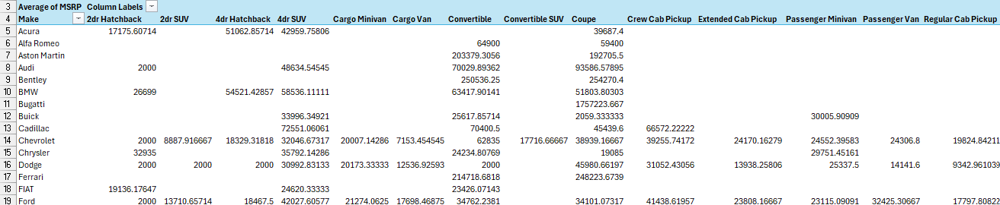 3 Average of MSRP Column Labels
4 Make 2dr Hatchback 2dr SUV 4dr Hatchback 4dr SUV Cargo Minivan Cargo Van Convertible Convertible SUV Coupe Crew Cab Pickup Extended Cab Pickup Passenger Minivan Passenger Van Regular Cab Pickup
5 Acura 17175.60714 51062.85714 42959.75806 39687.4
6 Alfa Romeo 64900 59400
7 Aston Martin 203379.3056 192705.5
8 Audi 2000 48634.54545 70029.89362 93586.57895
9 Bentley 250536.25 254270.4
10 BMW 26699 54521.42857 58536.11111 63417.90141 51803.80303
11 Bugatti 1757223.667
12 Buick 33996.34921 25617.85714 2059.333333 30005.90909
13 Cadillac 72551.06061 70400.5 45439.6 66572.22222
14 Chevrolet 2000 8887.916667 18329.31818 32046.67317 20007.14286 7153.454545 62835 17716.66667 38939.16667 39255.74172 24170.16279 24552.39583 24306.8 19824.84211
15 Chrysler 32935 35792.14286 24234.80769 19085 29751.45161
16 Dodge 2000 2000 2000 30992.83133 20173.33333 12536.92593 2000 45980.66197 31052.43056 13938.25806 25337.5 14141.6 9342.961039
17 Ferrari 214718.6818 248223.6739
18 FIAT 19136.17647 24620.33333 23426.07143
19 Ford 2000 13710.65714 18467.5 42027.60577 21274.0625 17698.46875 34762.2381 34101.07317 41438.61957 23808.16667 23115.09091 32425.30667 17797.80822